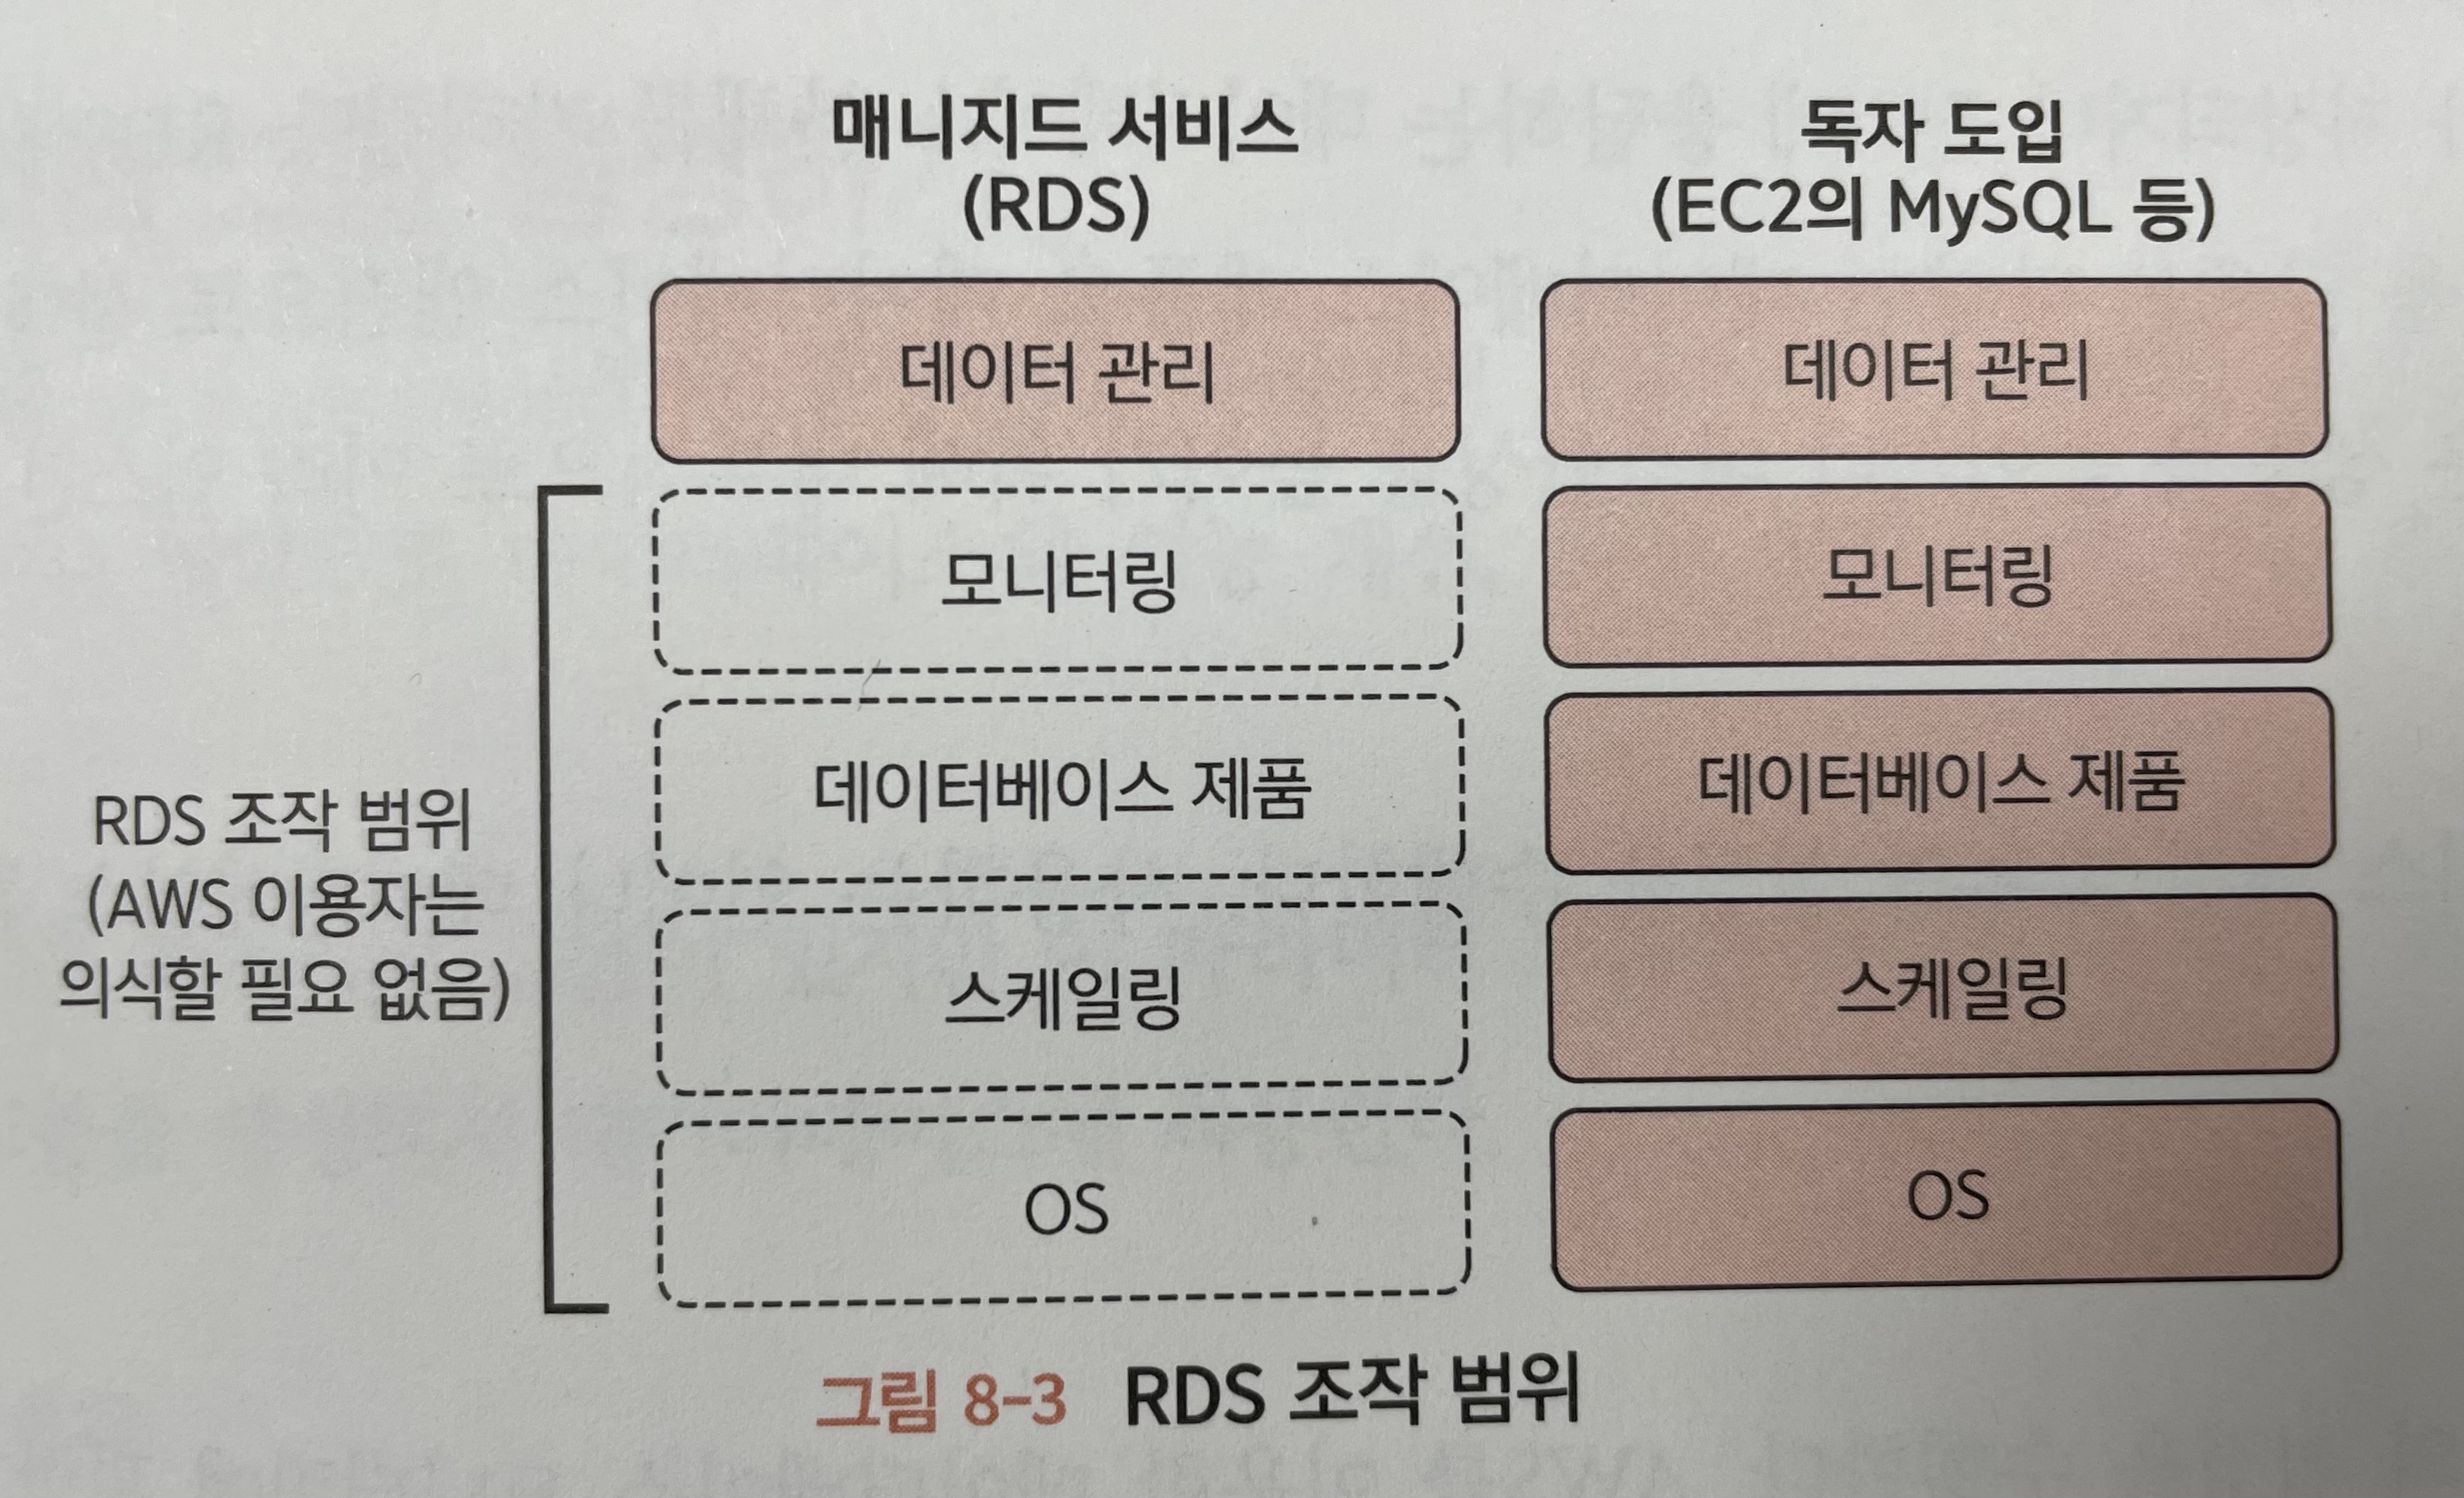 매니지드 서비스
(RDS)
독자 도입
(EC2의 MySQL 등)
데이터 관리
데이터 관리
모니터링
모니터링
데이터베이스 제품
데이터베이스 제품
스케일링
스케일링
OS
OS
RDS 조작 범위
(AWS 이용자는
의식할 필요 없음)
그림 8-3 RDS 조작 범위